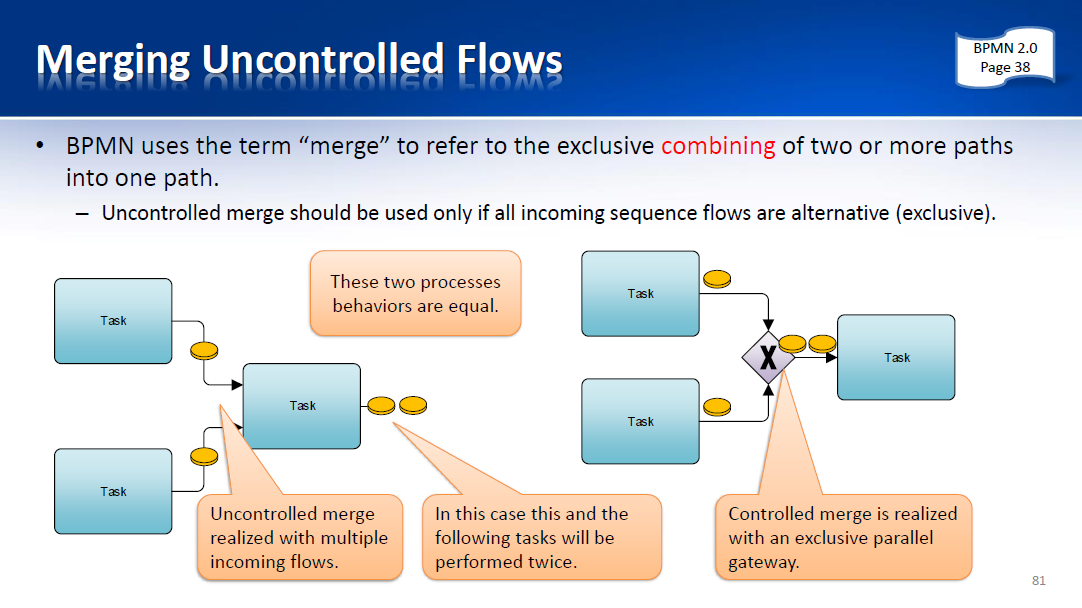 Merging Uncontrolled Flows
BPMN 2.0
Page 38
• BPMN uses the term “merge” to refer to the exclusive combining of two or more paths
into one path.
– Uncontrolled merge should be used only if all incoming sequence flows are alternative (exclusive).
These two processes
behaviors are equal.
Task
Task
Task
Task
Task
Task
X
Uncontrolled merge
realized with multiple
incoming flows.
In this case this and the
following tasks will be
performed twice.
Controlled merge is realized
with an exclusive parallel
gateway.
81